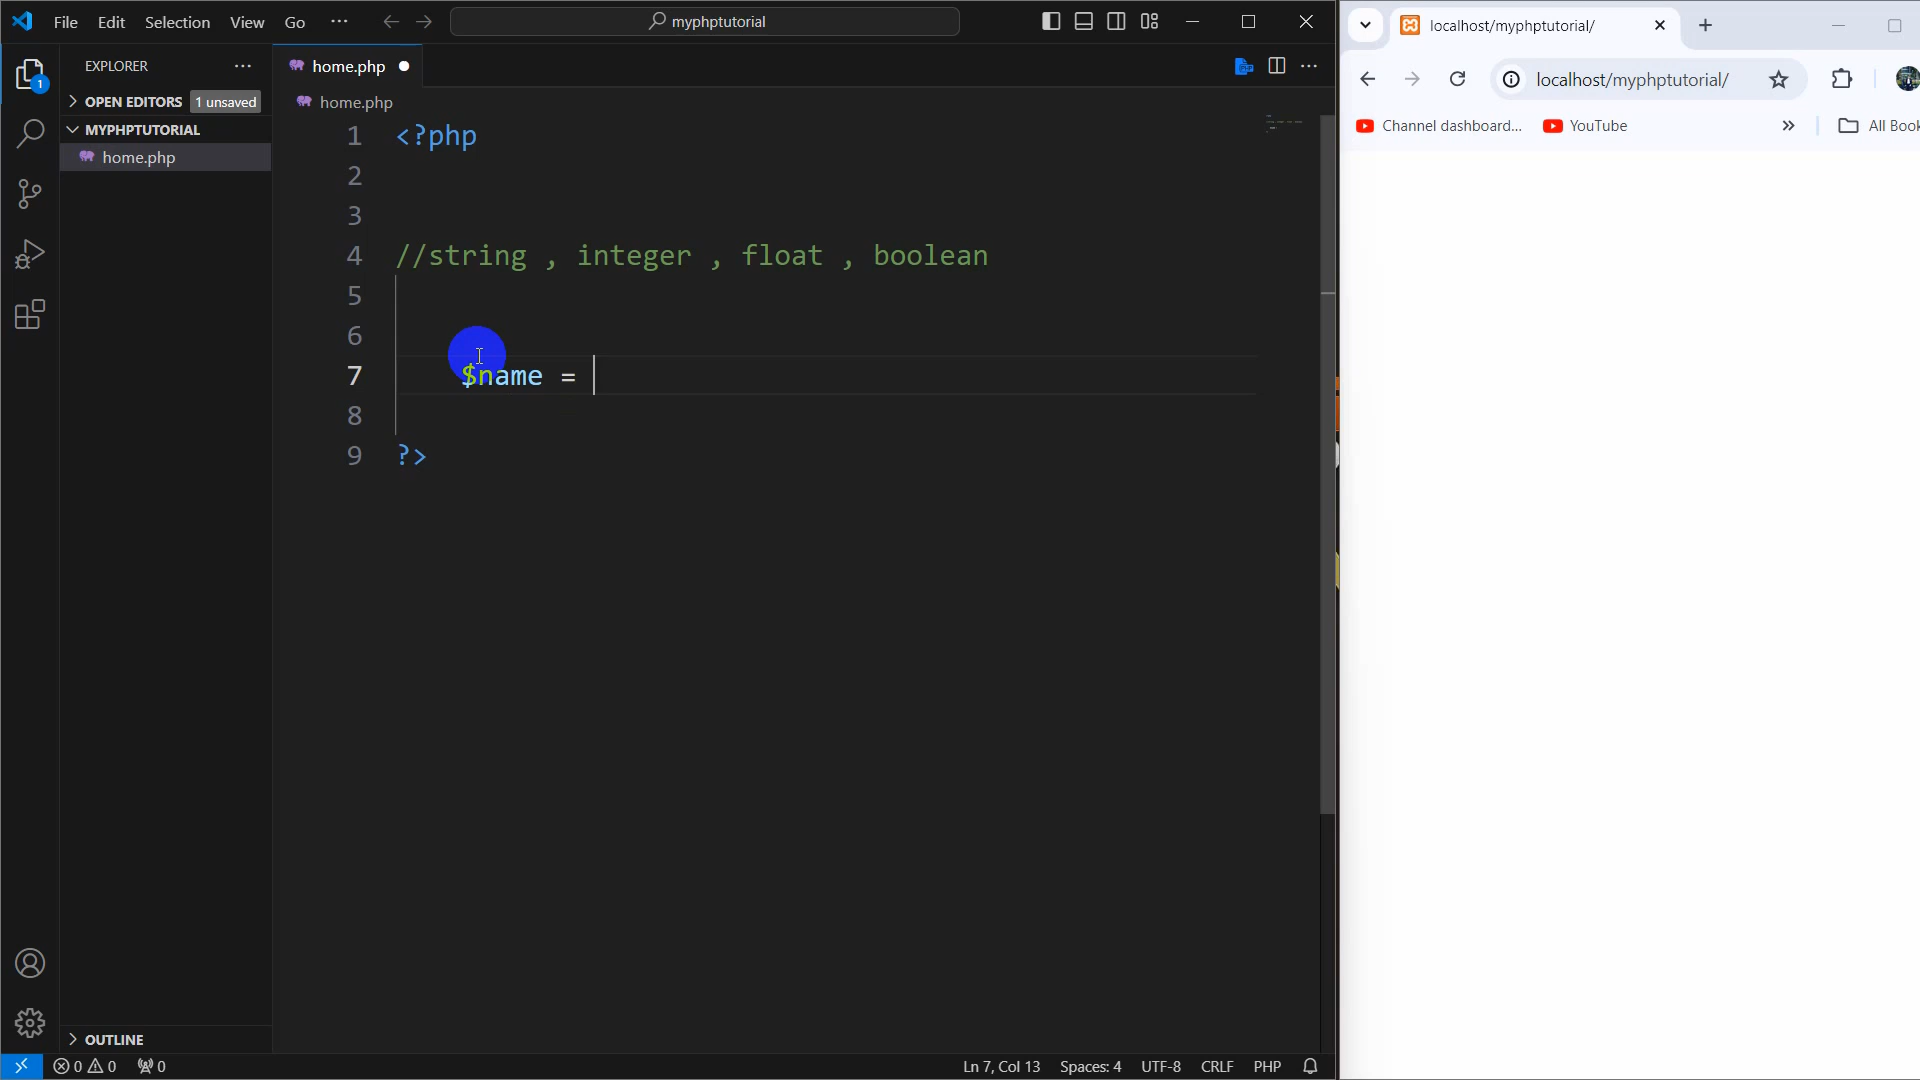 File Edit Selection View Go ··· myphptutorial
EXPLORER ···
1
OPEN EDITORS 1 unsaved
MYPHPTUTORIAL
home.php
home.php
home.php
1 <?php
2
3
4 //string , integer , float , boolean
5
6
7 $name =
8
9 ?>
OUTLINE
0 0 0
Ln 7, Col 13 Spaces: 4 UTF-8 CRLF PHP
localhost/myphptutorial/
localhost/myphptutorial/
Channel dashboard... YouTube » All Book